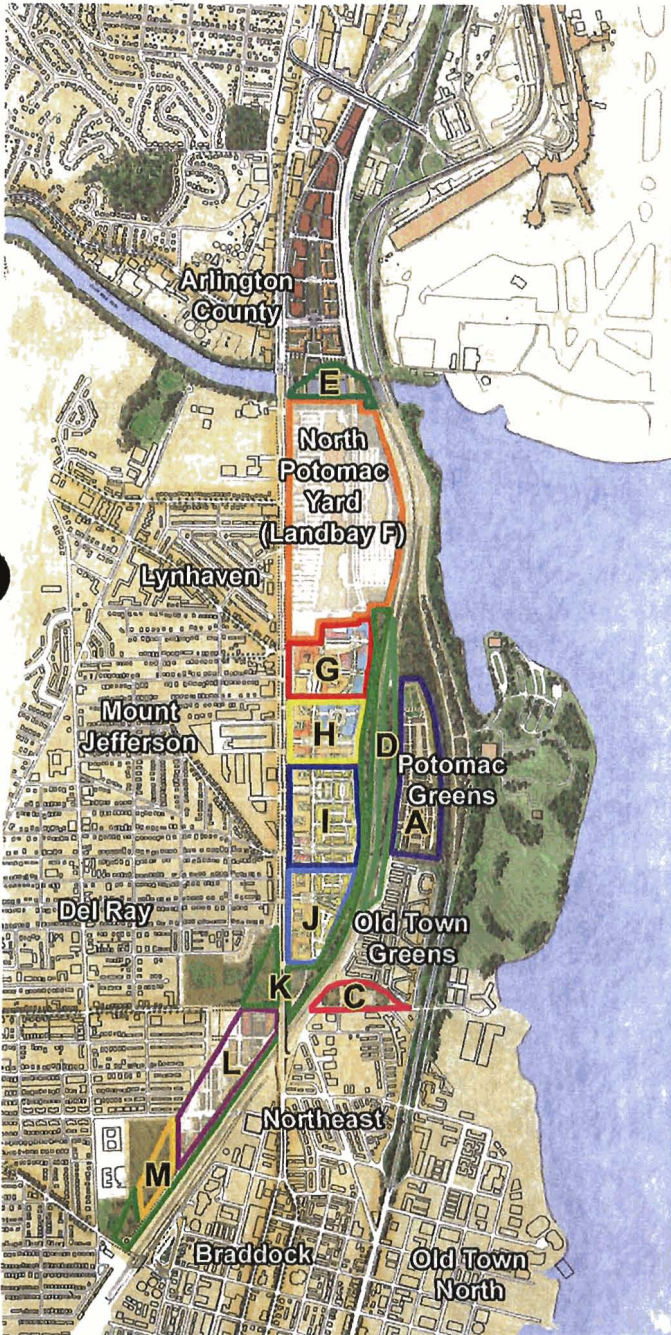 Arlington
County
E
North
Potomac
Yard
(Landbay F)
Lynhaven
G
Mount
Jefferson
H
D
Potomac
Greens
A
I
Del Ray
J
Old Town
Greens
K
C
L
Northeast
M
Braddock
Old Town
North